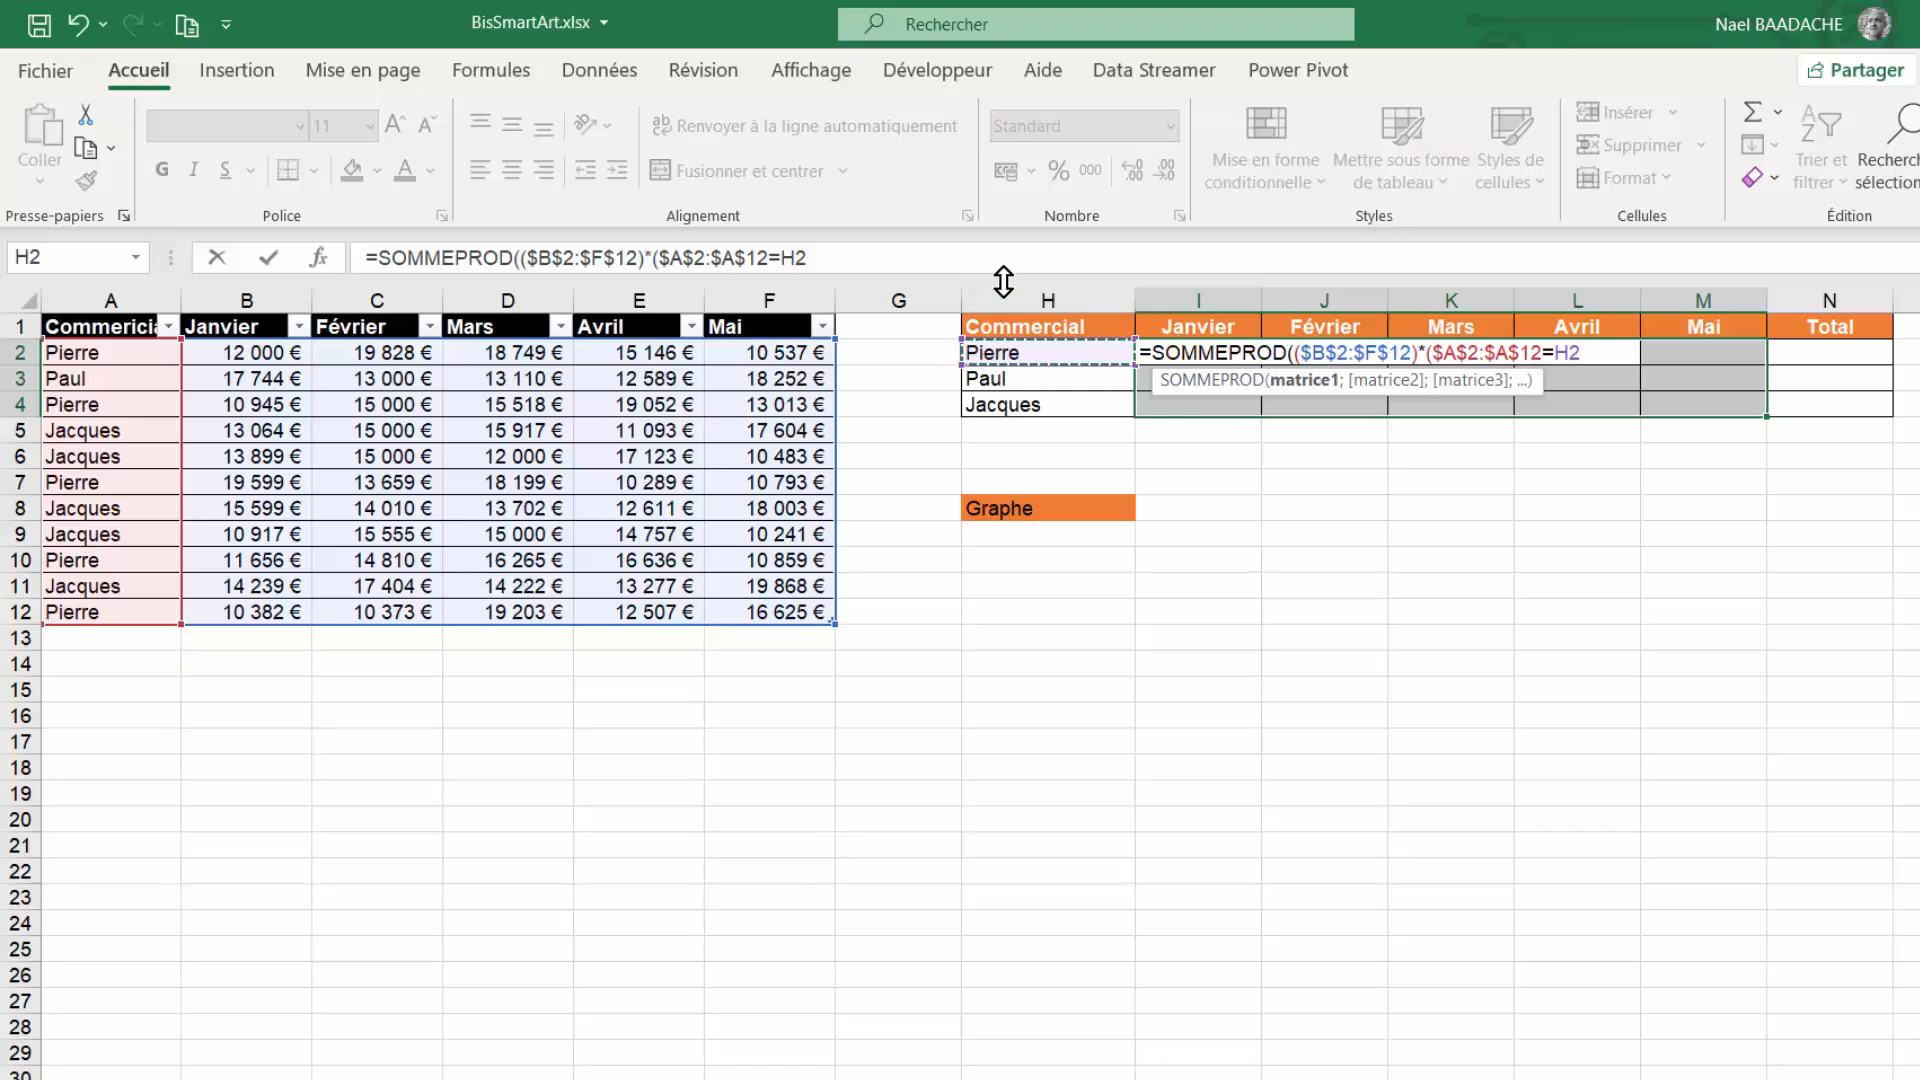 BisSmartArt.xlsx
Rechercher
Nael BAADACHE
Fichier Accueil Insertion Mise en page Formules Données Révision Affichage Développeur Aide Data Streamer Power Pivot Partager
Coller
11 A A
Renvoyer à la ligne automatiquement
Standard
Mise en forme conditionnelle
Mettre sous forme de tableau
Styles de cellules
Insérer
Supprimer
Format
Σ
Trier et filtrer
G I S A
Fusionner et centrer
% 000
Presse-papiers Police Alignement Nombre Styles Cellules Édition
H2 fx =SOMMEPROD(($B$2:$F$12)*($A$2:$A$12=H2
A B C D E F G H I J K L M N
1 Commercia Janvier Février Mars Avril Mai Commercial Janvier Février Mars Avril Mai Total
2 Pierre 12 000 € 19 828 € 18 749 € 15 146 € 10 537 € Pierre =SOMMEPROD(($B$2:$F$12)*($A$2:$A$12=H2
3 Paul 17 744 € 13 000 € 13 110 € 12 589 € 18 252 € Paul SOMMEPROD(matrice1; [matrice2]; [matrice3]; ...)
4 Pierre 10 945 € 15 000 € 15 518 € 19 052 € 13 013 € Jacques
5 Jacques 13 064 € 15 000 € 15 917 € 11 093 € 17 604 €
6 Jacques 13 899 € 15 000 € 12 000 € 17 123 € 10 483 €
7 Pierre 19 599 € 13 659 € 18 199 € 10 289 € 10 793 €
8 Jacques 15 599 € 14 010 € 13 702 € 12 611 € 18 003 € Graphe
9 Jacques 10 917 € 15 555 € 15 000 € 14 757 € 10 241 €
10 Pierre 11 656 € 14 810 € 16 265 € 16 636 € 10 859 €
11 Jacques 14 239 € 17 404 € 14 222 € 13 277 € 19 868 €
12 Pierre 10 382 € 10 373 € 19 203 € 12 507 € 16 625 €
13
14
15
16
17
18
19
20
21
22
23
24
25
26
27
28
29
30